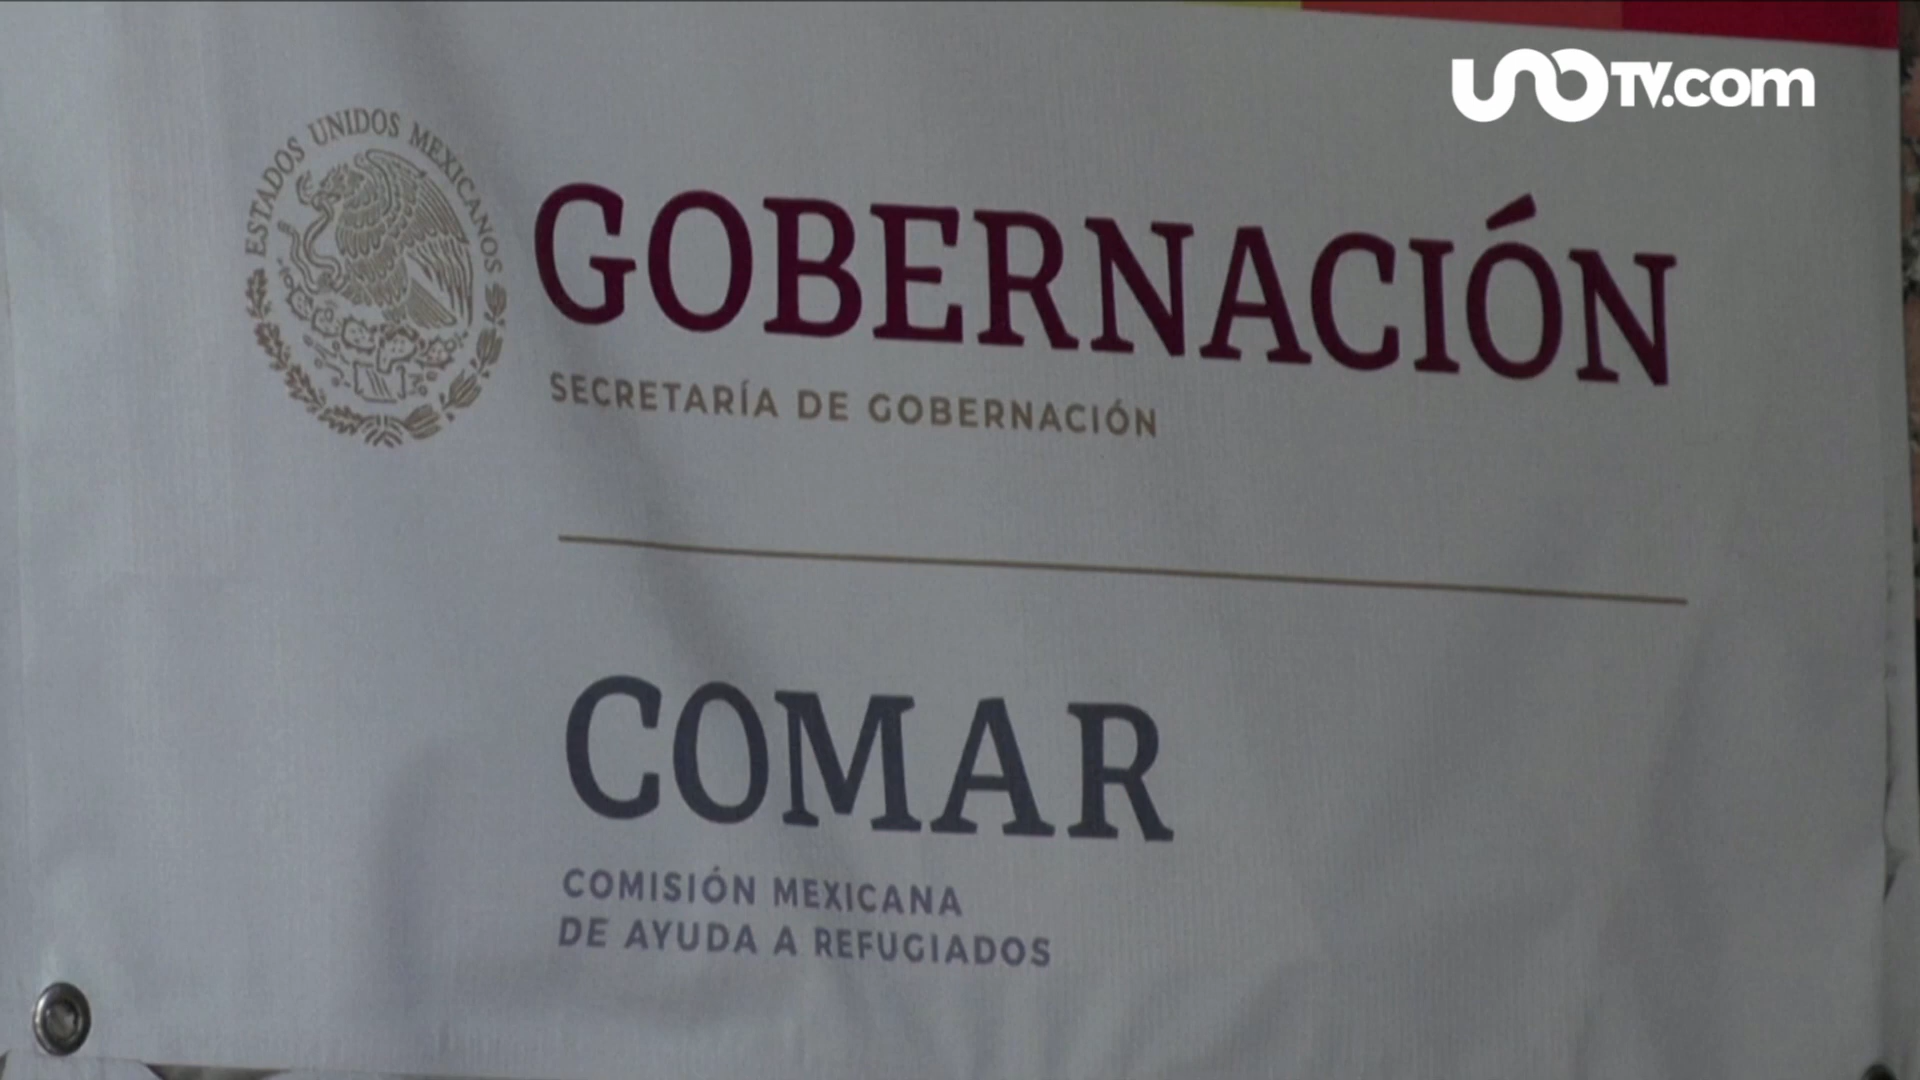 UNOTV.com
ESTADOS UNIDOS MEXICANOS
GOBERNACIÓN
SECRETARÍA DE GOBERNACIÓN
COMAR
COMISIÓN MEXICANA
DE AYUDA A REFUGIADOS